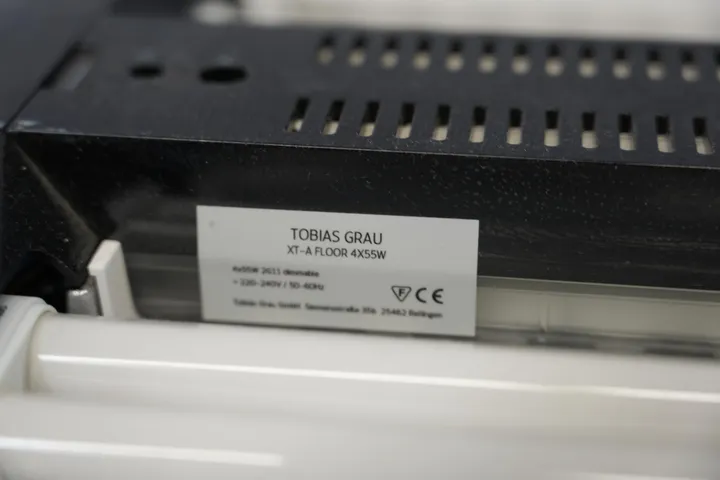 TOBIAS GRAU
XT-A FLOOR 4X55W
4x55W 2G11 dimmable
~ 220-240V / 50-60Hz
F CE
Tobias Grau GmbH Siemensstraße 35b 25462 Rellingen